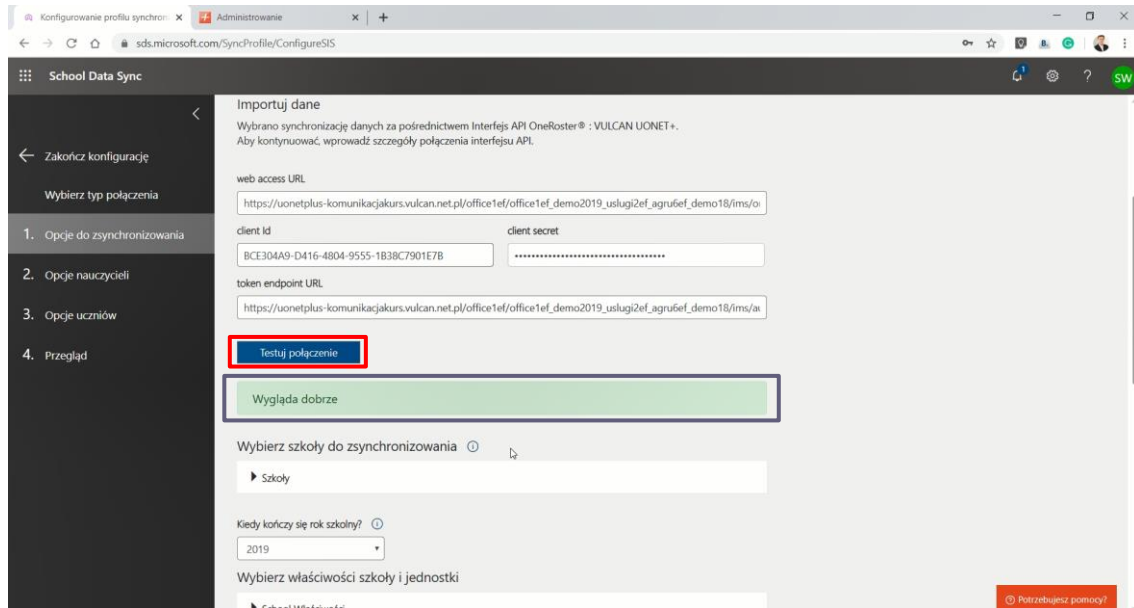 Konfigurowanie profilu synchron
Administrowanie
sds.microsoft.com/SyncProfile/ConfigureSIS
School Data Sync
1
?
SW
Zakończ konfigurację
Wybierz typ połączenia
1. Opcje do zsynchronizowania
2. Opcje nauczycieli
3. Opcje uczniów
4. Przegląd
Importuj dane
Wybrano synchronizację danych za pośrednictwem Interfejs API OneRoster® : VULCAN UONET+.
Aby kontynuować, wprowadź szczegóły połączenia interfejsu API.
web access URL
https://uonetplus-komunikacjakurs.vulcan.net.pl/office1ef/office1ef_demo2019_uslugi2ef_agru6ef_demo18/ims/o
client Id
client secret
BCE304A9-D416-4804-9555-1B38C7901E7B
token endpoint URL
https://uonetplus-komunikacjakurs.vulcan.net.pl/office1ef/office1ef_demo2019_uslugi2ef_agru6ef_demo18/ims/a
Testuj połączenie
Wygląda dobrze
Wybierz szkoły do zsynchronizowania
Szkoły
Kiedy kończy się rok szkolny?
2019
Wybierz właściwości szkoły i jednostki
School Właściwości
Potrzebujesz pomocy?